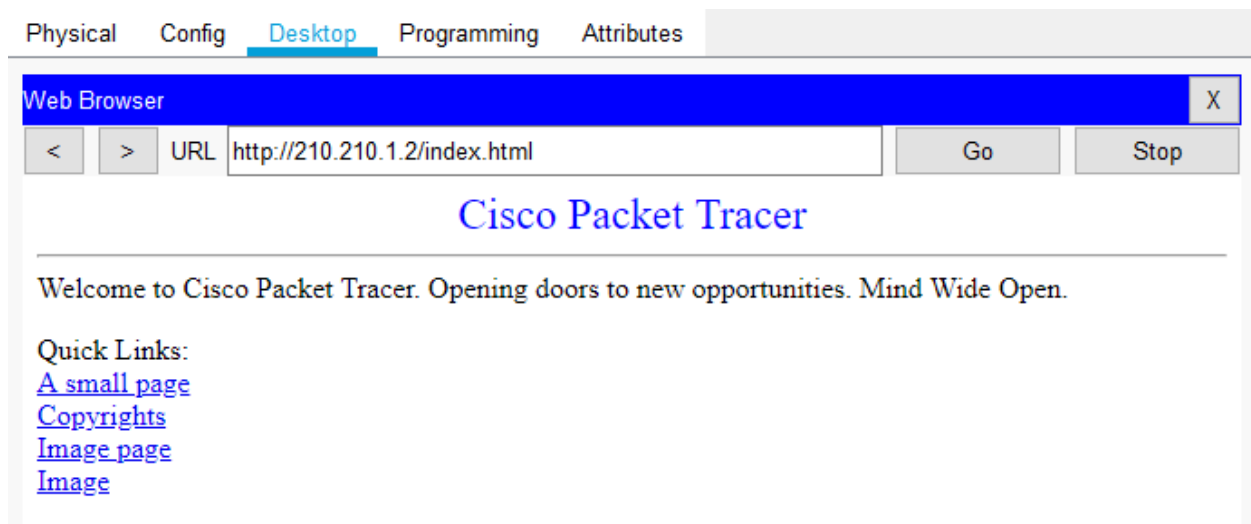 Physical Config Desktop Programming Attributes
Web Browser X
< > URL http://210.210.1.2/index.html Go Stop
Cisco Packet Tracer
Welcome to Cisco Packet Tracer. Opening doors to new opportunities. Mind Wide Open.
Quick Links:
A small page
Copyrights
Image page
Image